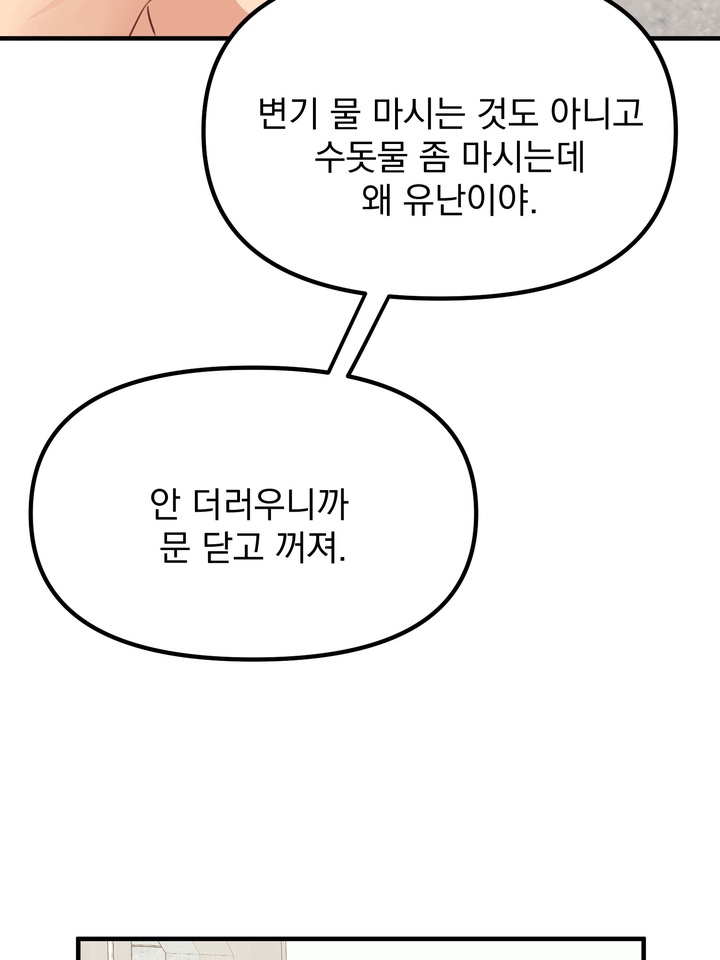 변기 물 마시는 것도 아니고
수돗물 좀 마시는데
왜 유난이야.
안 더러우니까
문 닫고 꺼져.